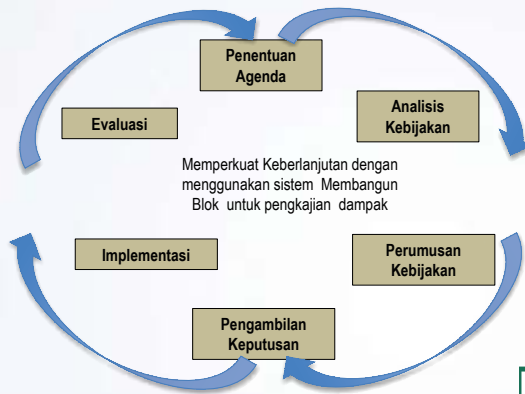 Penentuan
Agenda
Analisis
Kebijakan
Evaluasi
Memperkuat Keberlanjutan dengan
menggunakan sistem Membangun
Blok untuk pengkajian dampak
Implementasi
Perumusan
Kebijakan
Pengambilan
Keputusan